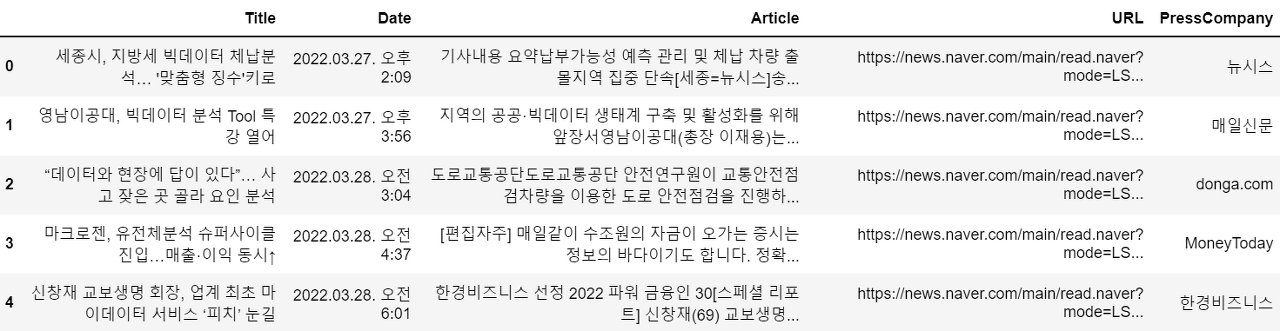 Title Date Article URL PressCompany
0 세종시, 지방세 빅데이터 체납분석… '맞춤형 징수'키로 2022.03.27. 오후 2:09 기사내용 요약납부가능성 예측 관리 및 체납 차량 출몰지역 집중 단속[세종=뉴시스]송... https://news.naver.com/main/read.naver?mode=LS... 뉴시스
1 영남이공대, 빅데이터 분석 Tool 특강 열어 2022.03.27. 오후 3:56 지역의 공공·빅데이터 생태계 구축 및 활성화를 위해 앞장서영남이공대(총장 이재용)는... https://news.naver.com/main/read.naver?mode=LS... 매일신문
2 “데이터와 현장에 답이 있다”… 사고 잦은 곳 골라 요인 분석 2022.03.28. 오전 3:04 도로교통공단도로교통공단 안전연구원이 교통안전점검차량을 이용한 도로 안전점검을 진행하... https://news.naver.com/main/read.naver?mode=LS... donga.com
3 마크로젠, 유전체분석 슈퍼사이클 진입…매출·이익 동시↑ 2022.03.28. 오전 4:37 [편집자주] 매일같이 수조원의 자금이 오가는 증시는 정보의 바다이기도 합니다. 정확... https://news.naver.com/main/read.naver?mode=LS... MoneyToday
4 신창재 교보생명 회장, 업계 최초 마이데이터 서비스 ‘피치’ 눈길 2022.03.28. 오전 6:01 한경비즈니스 선정 2022 파워 금융인 30[스페셜 리포트] 신창재(69) 교보생명... https://news.naver.com/main/read.naver?mode=LS... 한경비즈니스